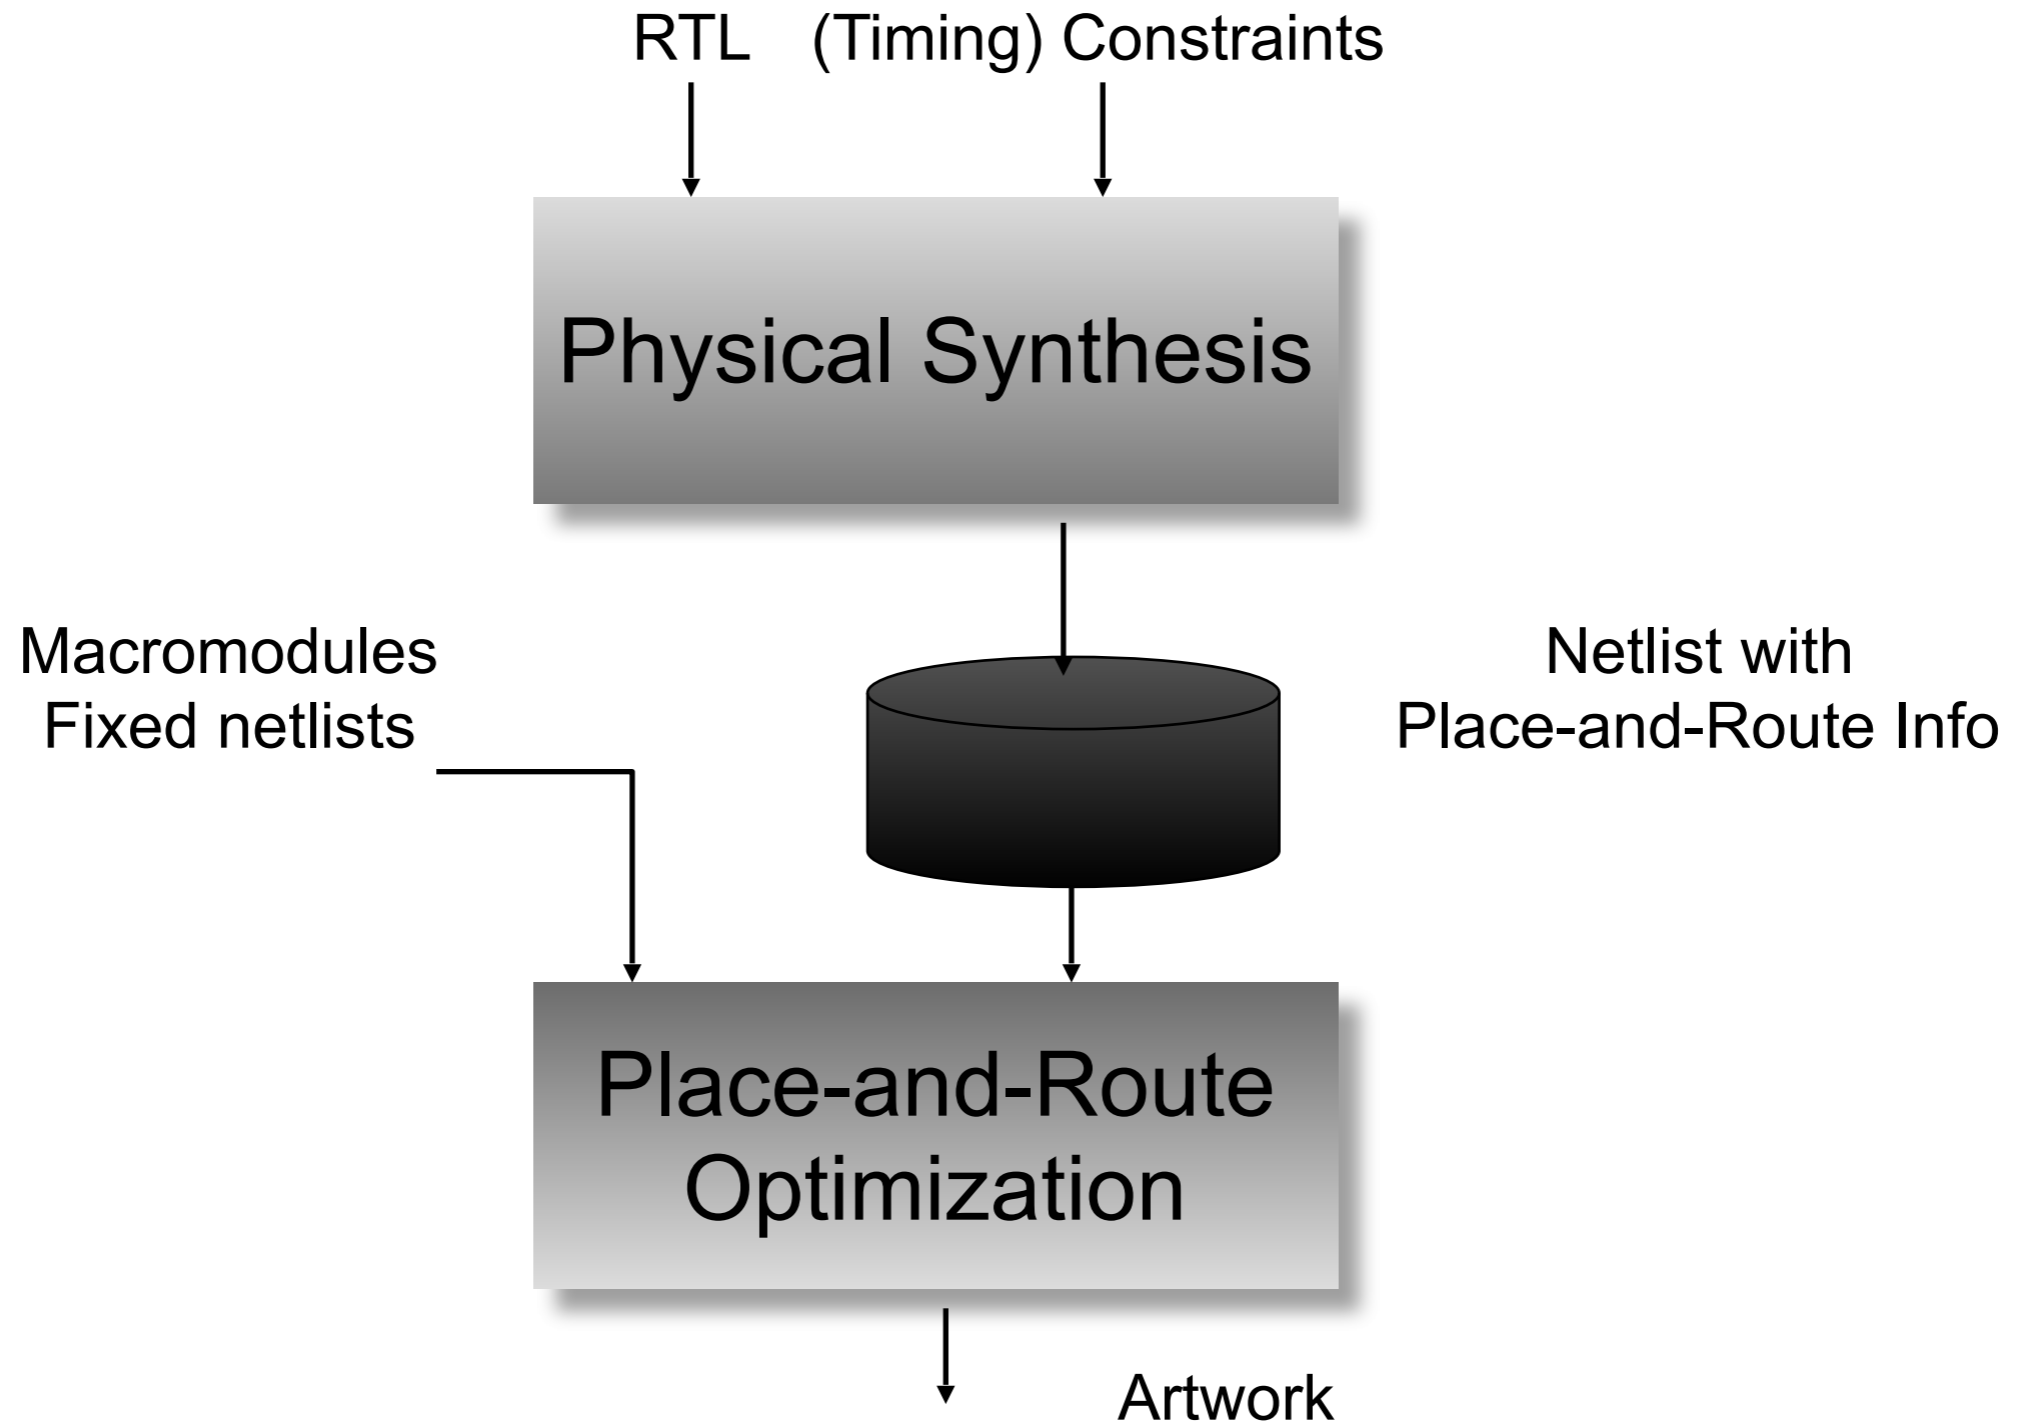 RTL (Timing) Constraints
Physical Synthesis
Macromodules
Fixed netlists
Netlist with
Place-and-Route Info
Place-and-Route
Optimization
Artwork